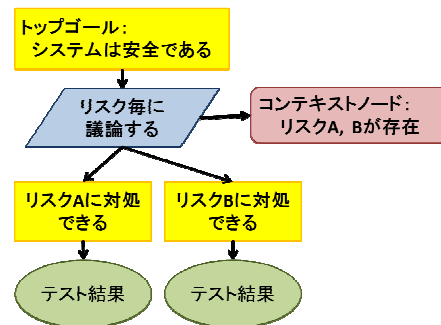 トップゴール：
システムは安全である
リスク毎に
議論する
コンテキストノード：
リスクA, Bが存在
リスクAに対処
できる
リスクBに対処
できる
テスト結果
テスト結果